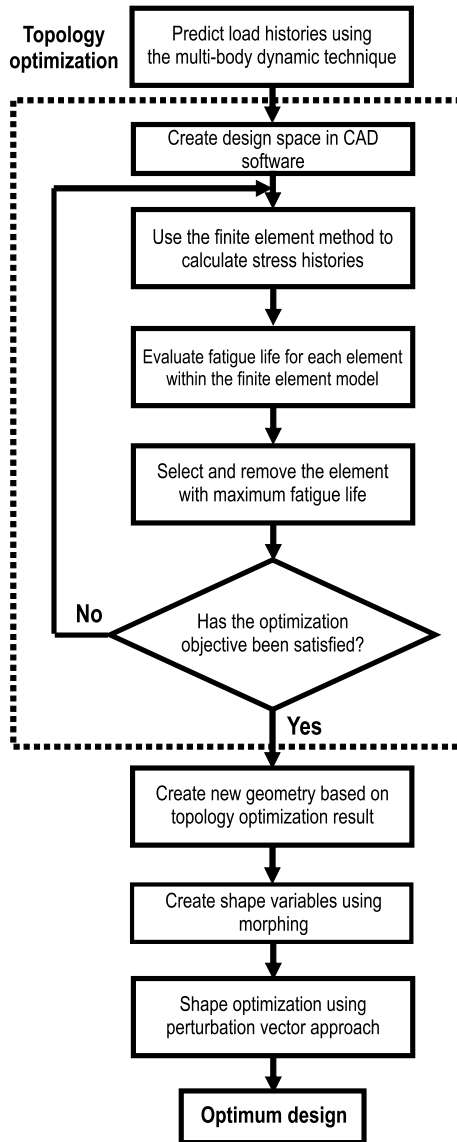 Topology
optimization
Predict load histories using
the multi-body dynamic technique
Create design space in CAD
software
Use the finite element method to
calculate stress histories
Evaluate fatigue life for each element
within the finite element model
Select and remove the element
with maximum fatigue life
No
Has the optimization
objective been satisfied?
Yes
Create new geometry based on
topology optimization result
Create shape variables using
morphing
Shape optimization using
perturbation vector approach
Optimum design